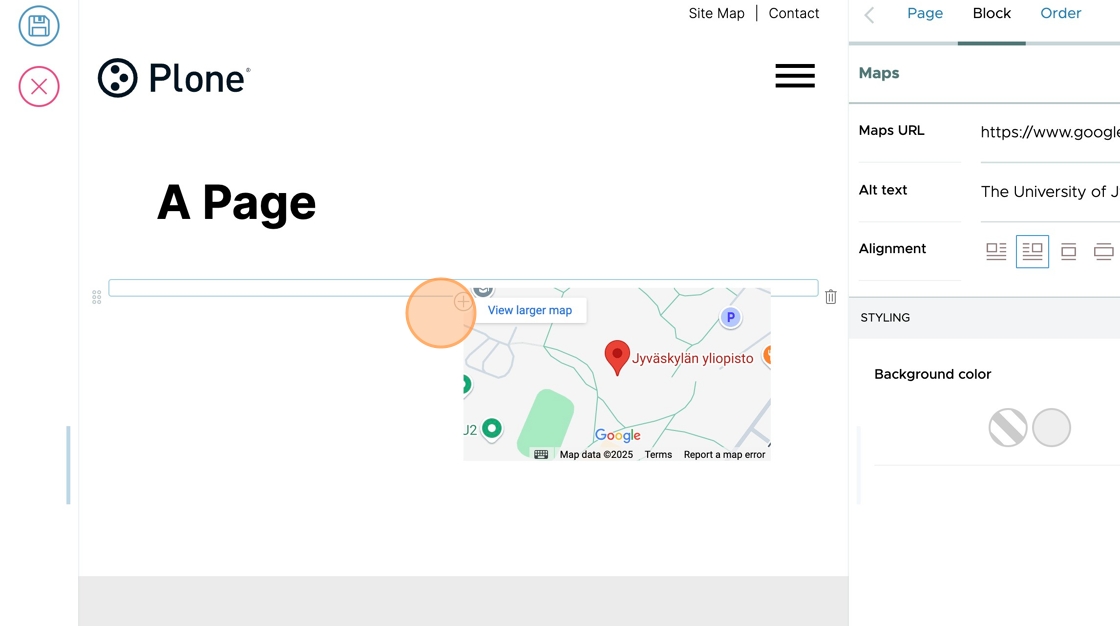 Site Map | Contact
Plone®
A Page
View larger map
P
Jyväskylän yliopisto
J2
Google
Map data ©2025 Terms Report a map error
Page Block Order
Maps
Maps URL https://www.google
Alt text The University of J
Alignment
STYLING
Background color